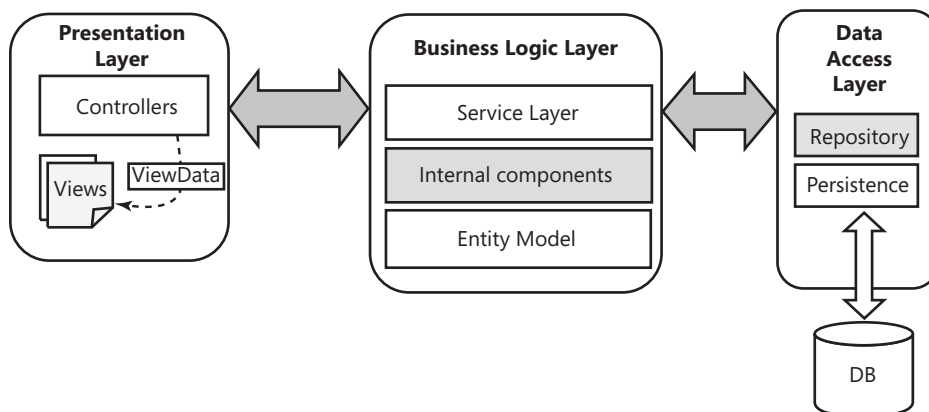 Presentation
Layer
Controllers
ViewData
Views
Business Logic Layer
Service Layer
Internal components
Entity Model
Data
Access
Layer
Repository
Persistence
DB